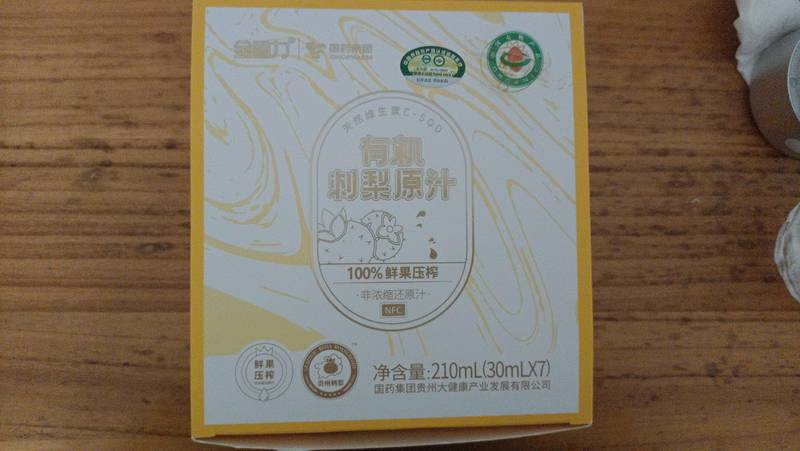 金刺力
国药集团
SINOPHARM
天然维生素C·SOD
有机
刺梨原汁
100%鲜果压榨
·非浓缩还原汁·
NFC
鲜果
压榨
贵州刺梨
净含量:210mL(30mLX7)
国药集团贵州大健康产业发展有限公司